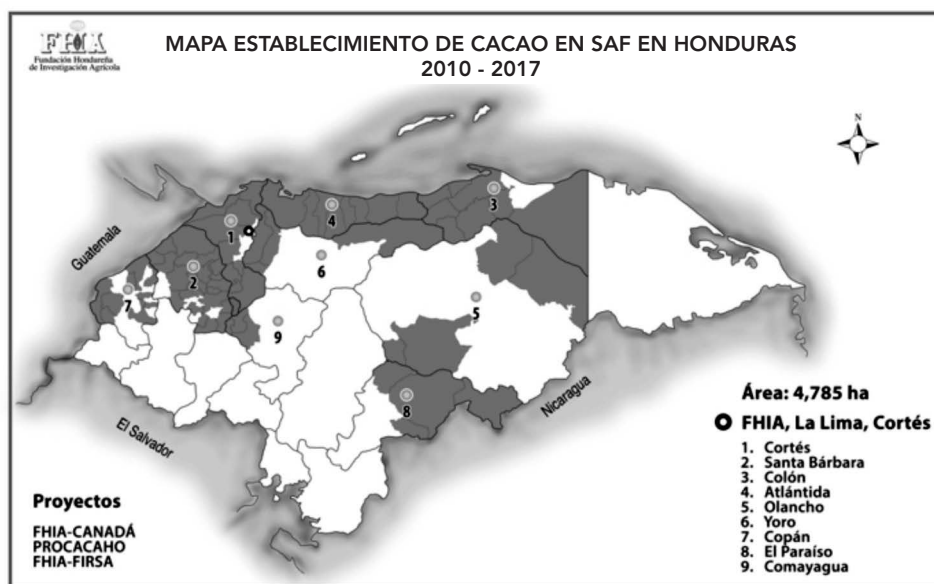 FHIA
Fundación Hondureña
de Investigación Agrícola
MAPA ESTABLECIMIENTO DE CACAO EN SAF EN HONDURAS
2010 - 2017
N
Guatemala
El Salvador
Nicaragua
1
2
3
4
5
6
7
8
9
Proyectos
FHIA-CANADÁ
PROCACAHO
FHIA-FIRSA
Área: 4,785 ha
FHIA, La Lima, Cortés
1. Cortés
2. Santa Bárbara
3. Colón
4. Atlántida
5. Olancho
6. Yoro
7. Copán
8. El Paraíso
9. Comayagua